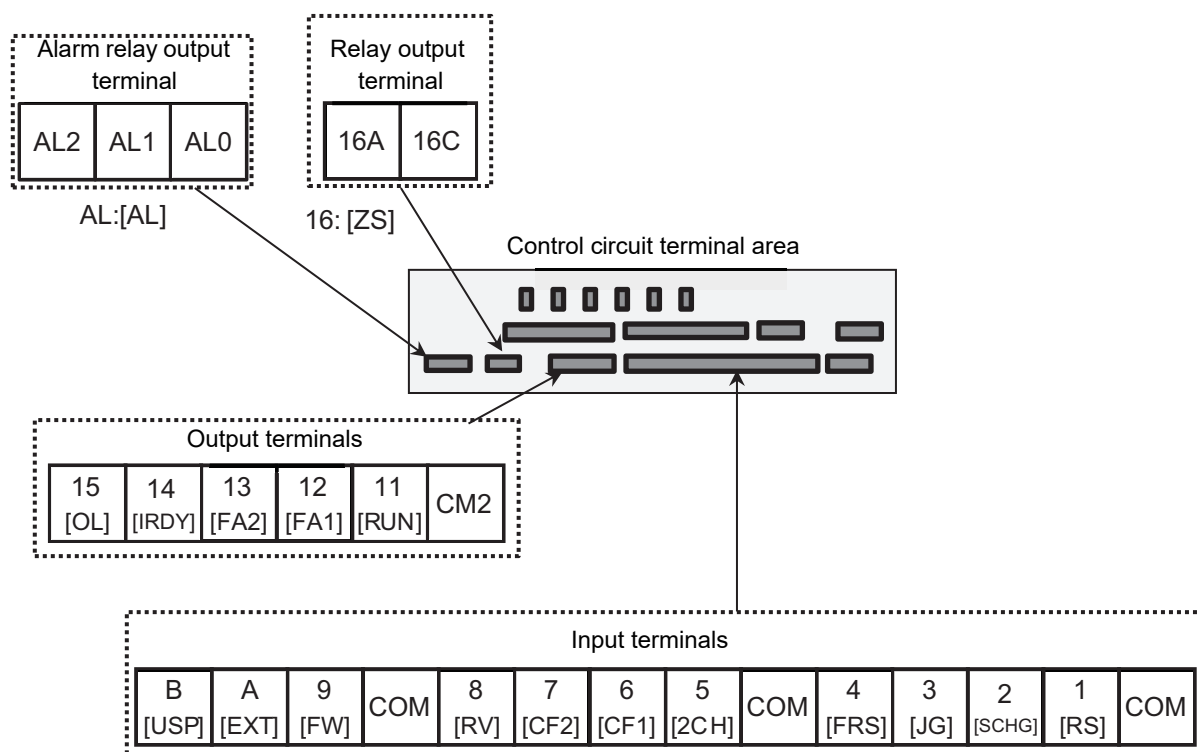 Alarm relay output
terminal
AL2 AL1 AL0
AL:[AL]
Relay output
terminal
16A 16C
16: [ZS]
Control circuit terminal area
Output terminals
15 14 13 12 11 CM2
[OL] [IRDY] [FA2] [FA1] [RUN]
Input terminals
B A 9 COM 8 7 6 5 COM 4 3 2 1 COM
[USP] [EXT] [FW] [RV] [CF2] [CF1] [2CH] [FRS] [JG] [SCHG] [RS]